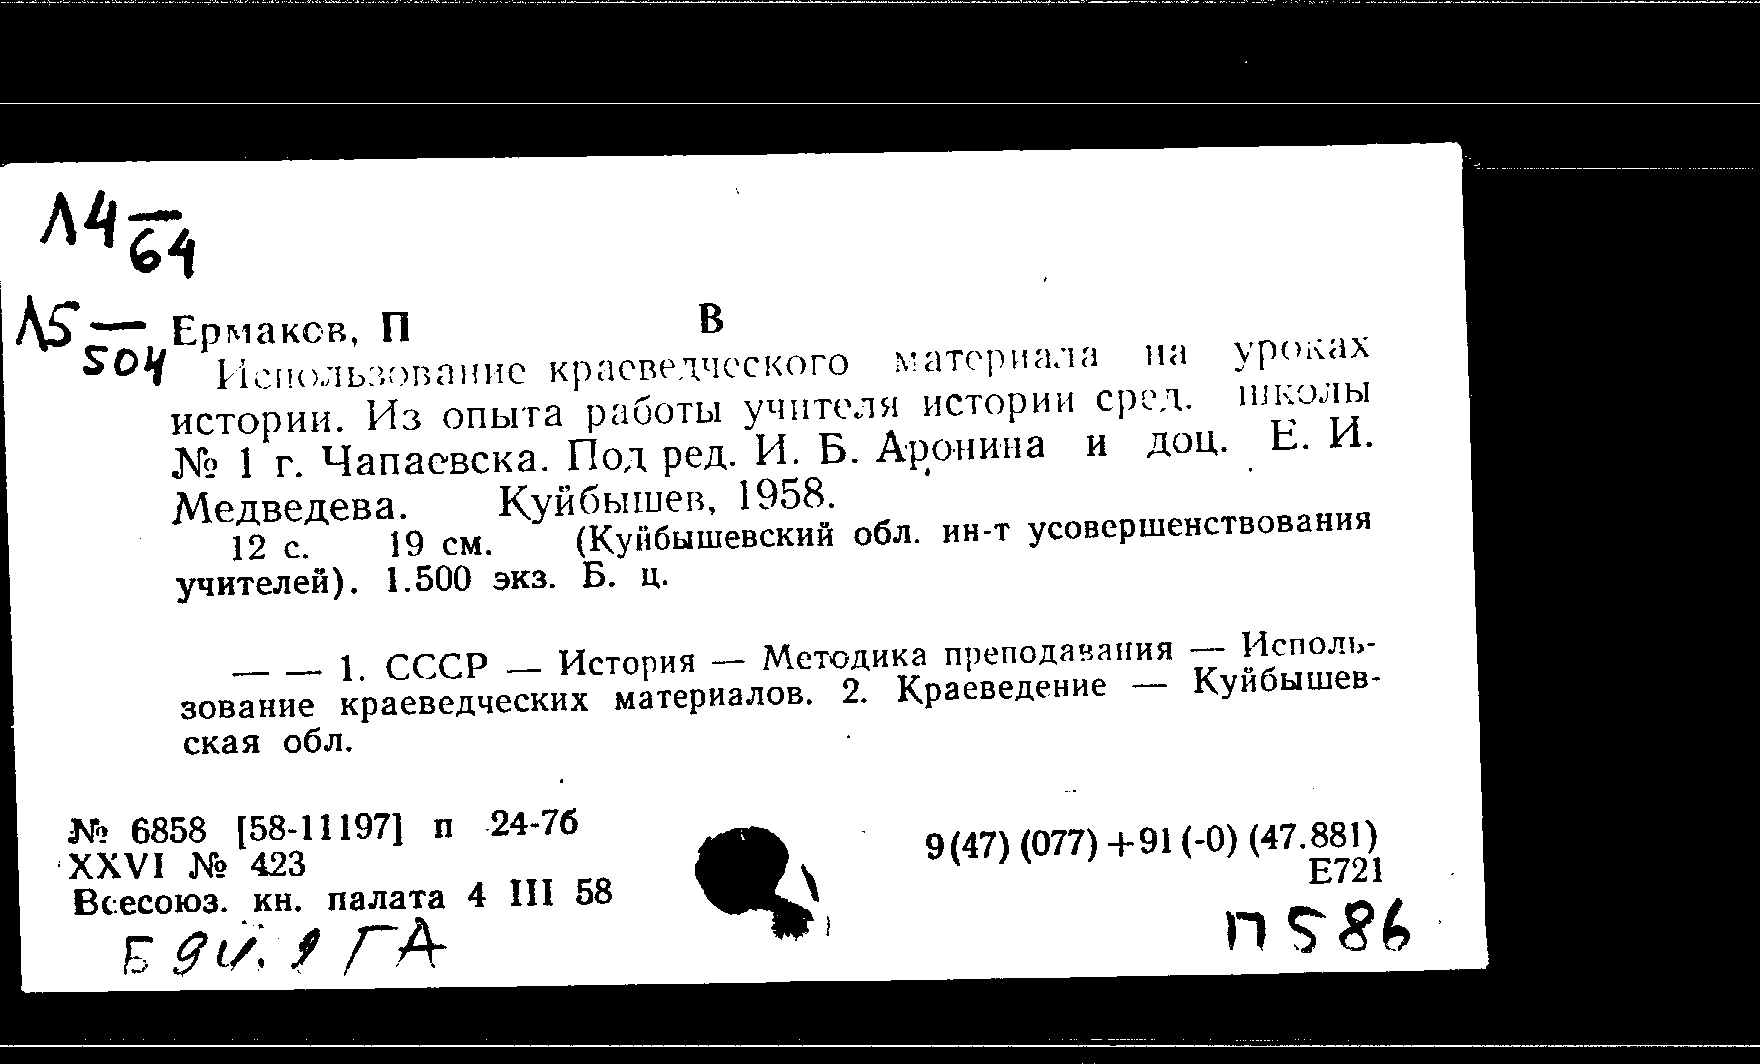 Л4—
64
Л5—
504
Ермаков, П В
Использование краеведческого материала на уроках
истории. Из опыта работы учителя истории сред. школы
№ 1 г. Чапаевска. Под ред. И. Б. Аронина и доц. Е. И.
Медведева. Куйбышев, 1958.
12 с. 19 см. (Куйбышевский обл. ин-т усовершенствования
учителей). 1.500 экз. Б. ц.
— — 1. СССР — История — Методика преподавания — Исполь-
зование краеведческих материалов. 2. Краеведение — Куйбышев-
ская обл.
№ 6858 [58-11197] п 24-7б
XXVI № 423
Всесоюз. кн. палата 4 III 58
9(47)(077)+91(-0)(47.881)
Е721
П586